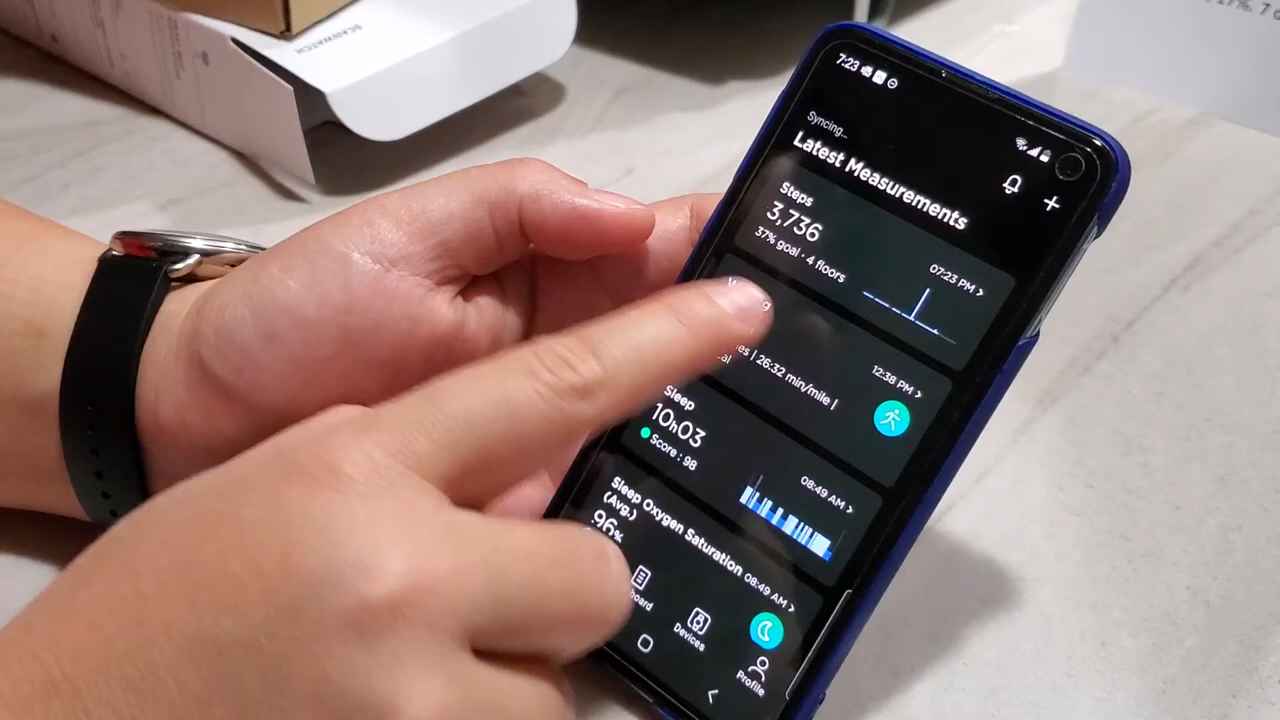 SCANWATCH
7:23
Syncing...
Latest Measurements
Steps
3,736
37% goal · 4 floors
07:23 PM >
26:32 min/mile |
12:38 PM >
Sleep
10h03
Score : 98
08:49 AM >
Sleep Oxygen Saturation
(Avg.)
96%
08:49 AM >
Devices
Profile